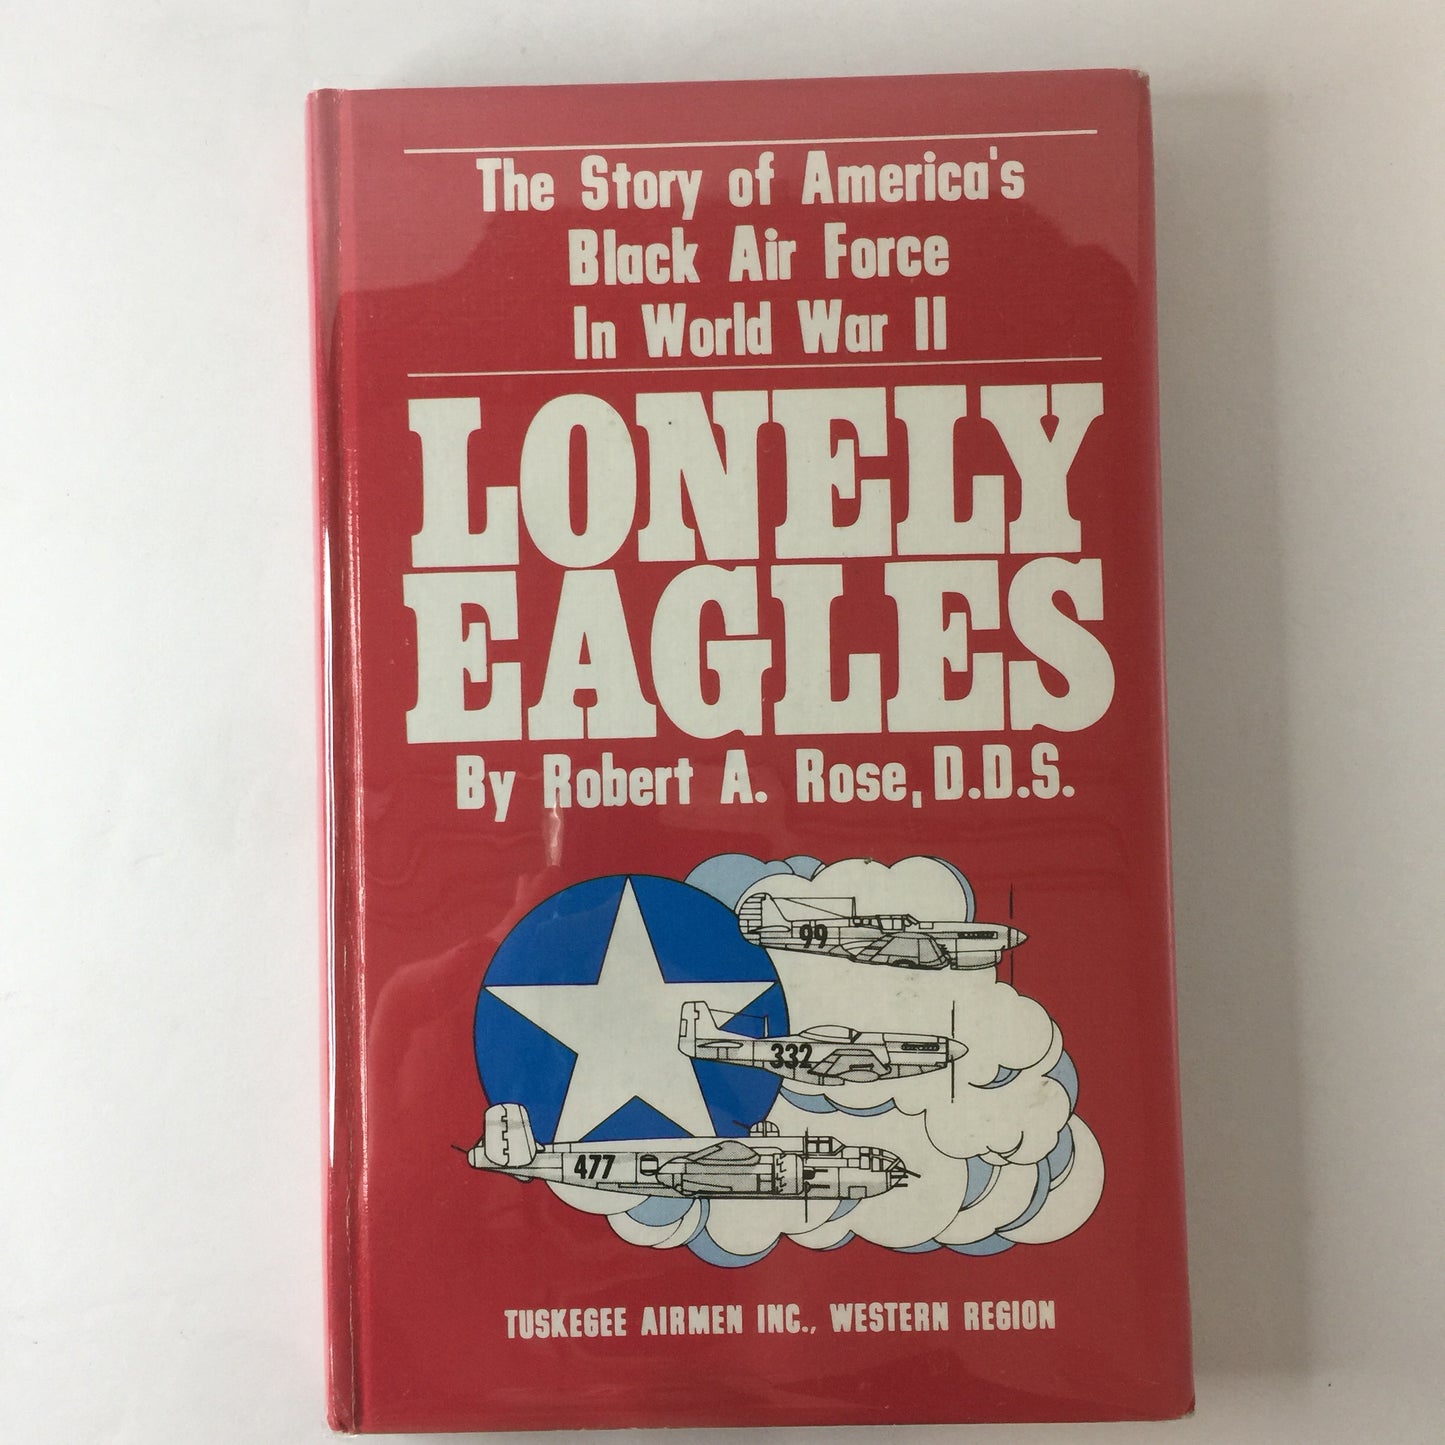 The Story of America's
Black Air Force
In World War II
LONELY
EAGLES
By Robert A. Rose, D.D.S.
99
332
477
TUSKEGEE AIRMEN INC., WESTERN REGION